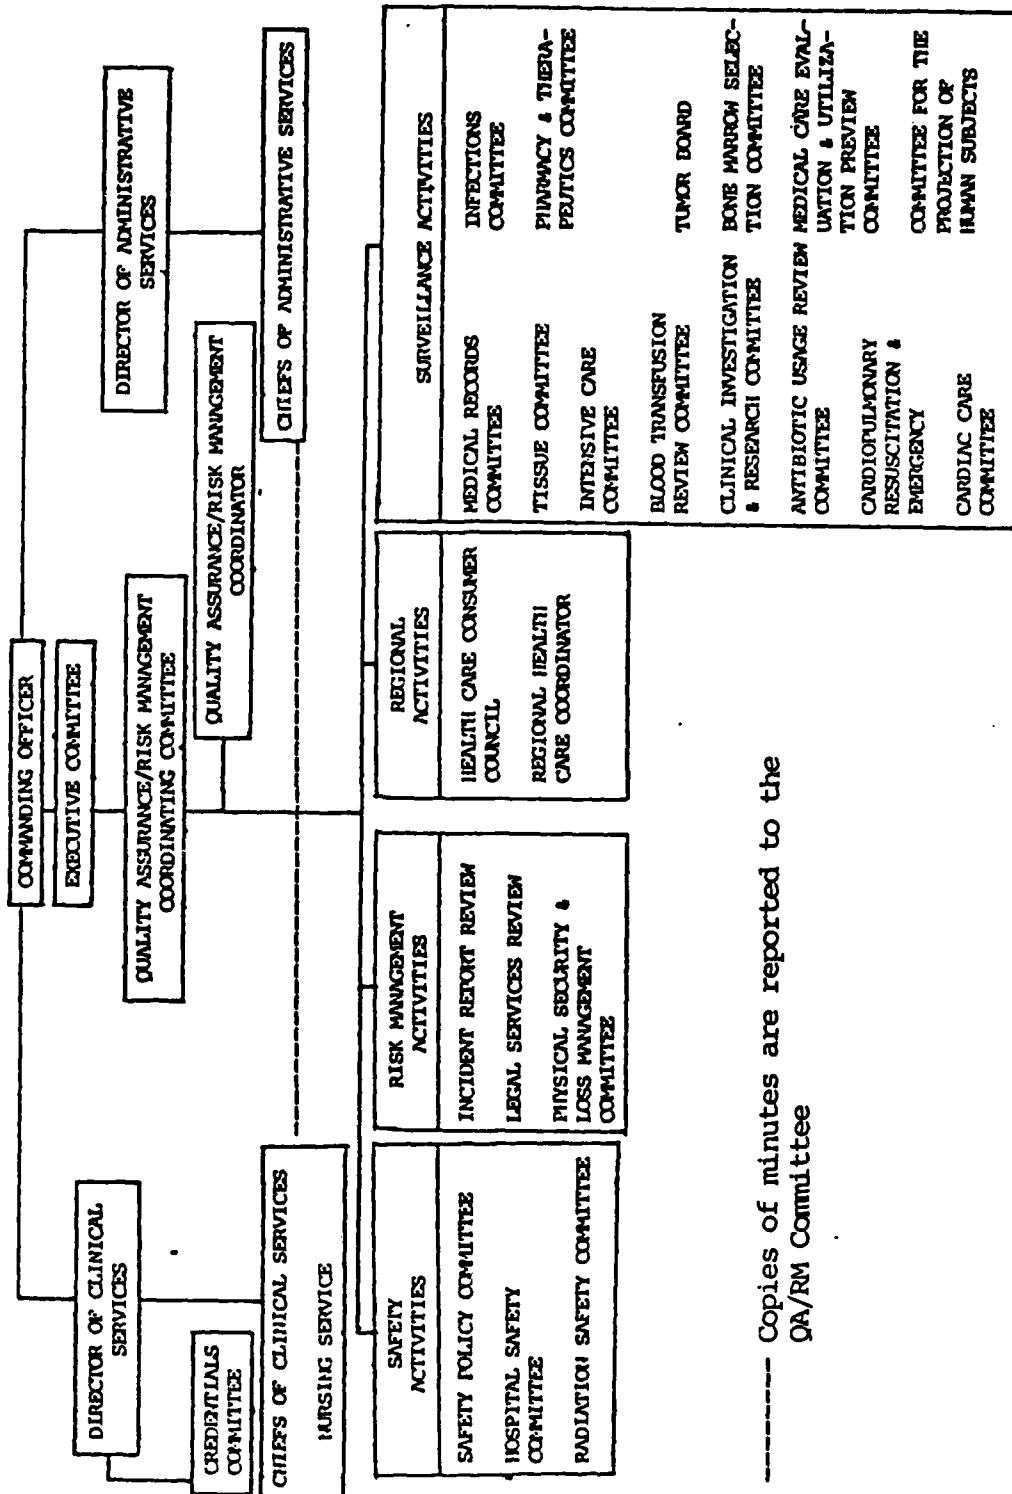 COMMANDING OFFICER
EXECUTIVE COMMITTEE
QUALITY ASSURANCE/RISK MANAGEMENT
COORDINATING COMMITTEE
DIRECTOR OF CLINICAL
SERVICES
DIRECTOR OF ADMINISTRATIVE
SERVICES
CREDENTIALS
COMMITTEE
QUALITY ASSURANCE/RISK MANAGEMENT
COORDINATOR
CHIEFS OF CLINICAL SERVICES
NURSING SERVICE
CHIEFS OF ADMINISTRATIVE SERVICES
SAFETY
ACTIVITIES
SAFETY POLICY COMMITTEE
HOSPITAL SAFETY
COMMITTEE
RADIATION SAFETY COMMITTEE
RISK MANAGEMENT
ACTIVITIES
INCIDENT REPORT REVIEW
LEGAL SERVICES REVIEW
PHYSICAL SECURITY &
LOSS MANAGEMENT
COMMITTEE
REGIONAL
ACTIVITIES
HEALTH CARE CONSUMER
COUNCIL
REGIONAL HEALTH
CARE COORDINATOR
SURVEILLANCE ACTIVITIES
MEDICAL RECORDS
COMMITTEE
TISSUE COMMITTEE
INTENSIVE CARE
COMMITTEE
BLOOD TRANSFUSION
REVIEW COMMITTEE
CLINICAL INVESTIGATION
& RESEARCH COMMITTEE
ANTIBIOTIC USAGE REVIEW
COMMITTEE
CARDIOPULMONARY
RESUSCITATION &
EMERGENCY
CARDIAC CARE
COMMITTEE
INFECTIONS
COMMITTEE
PHARMACY & THERA-
PEUTICS COMMITTEE
TUMOR BOARD
BONE MARROW SELEC-
TION COMMITTEE
MEDICAL CARE EVAL-
UATION & UTILIZA-
TION PREVIEW
COMMITTEE
COMMITTEE FOR THE
PROJECTION OF
HUMAN SUBJECTS
-------- Copies of minutes are reported to the
QA/RM Committee